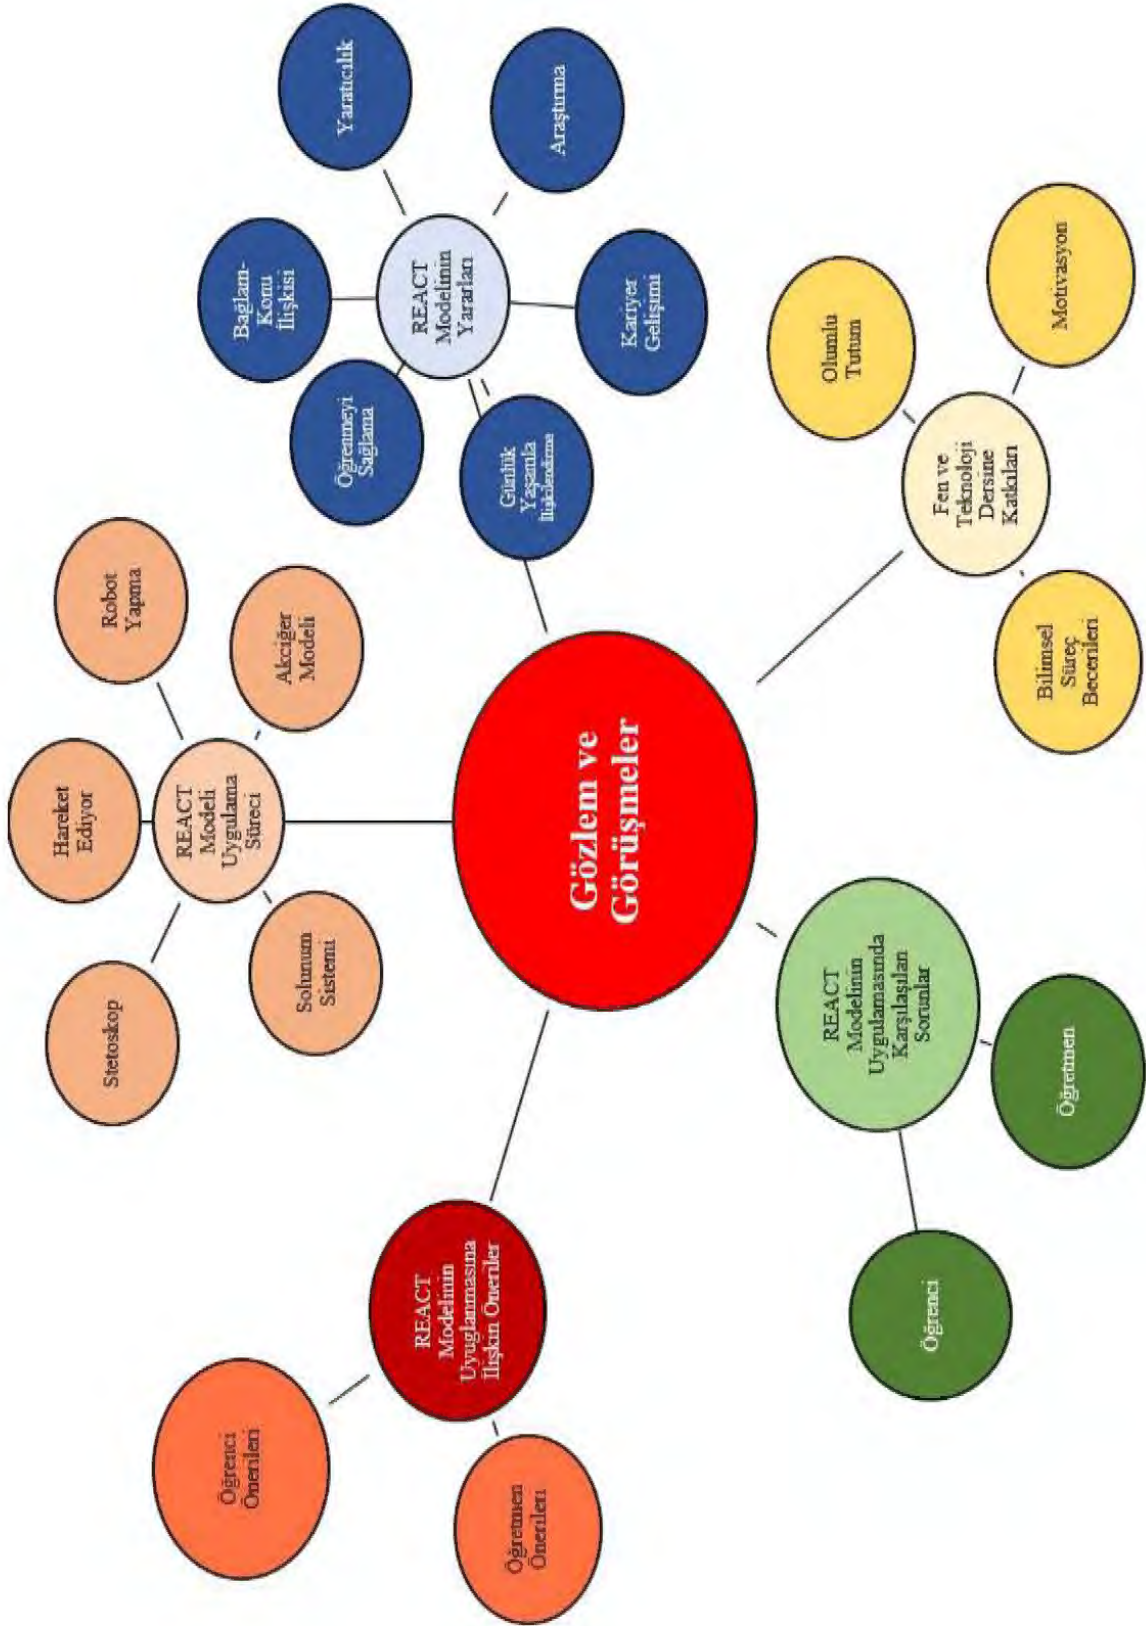 Gözlem ve
Görüşmeler
REACT
Modeli
Uygulama
Süreci
Stetoskop
Hareket
Ediyor
Robot
Yapma
Akciğer
Modeli
Solunum
Sistemi
REACT
Modelinin
Yararları
Öğrenmeyi
Sağlama
Bağlam-
Konu
İlişkisi
Yaratıcılık
Araştırma
Kariyer
Gelişimi
Günlük
Yaşamla
İlişkilendirme
Fen ve
Teknoloji
Dersine
Katkıları
Olumlu
Tutum
Motivasyon
Bilimsel
Süreç
Becerileri
REACT
Modelinin
Uygulamasında
Karşılaşılan
Sorunlar
Öğretmen
Öğrenci
REACT
Modelinin
Uyuglanmasına
İlişkin Öneriler
Öğrenci
Önerileri
Öğretmen
Önerileri